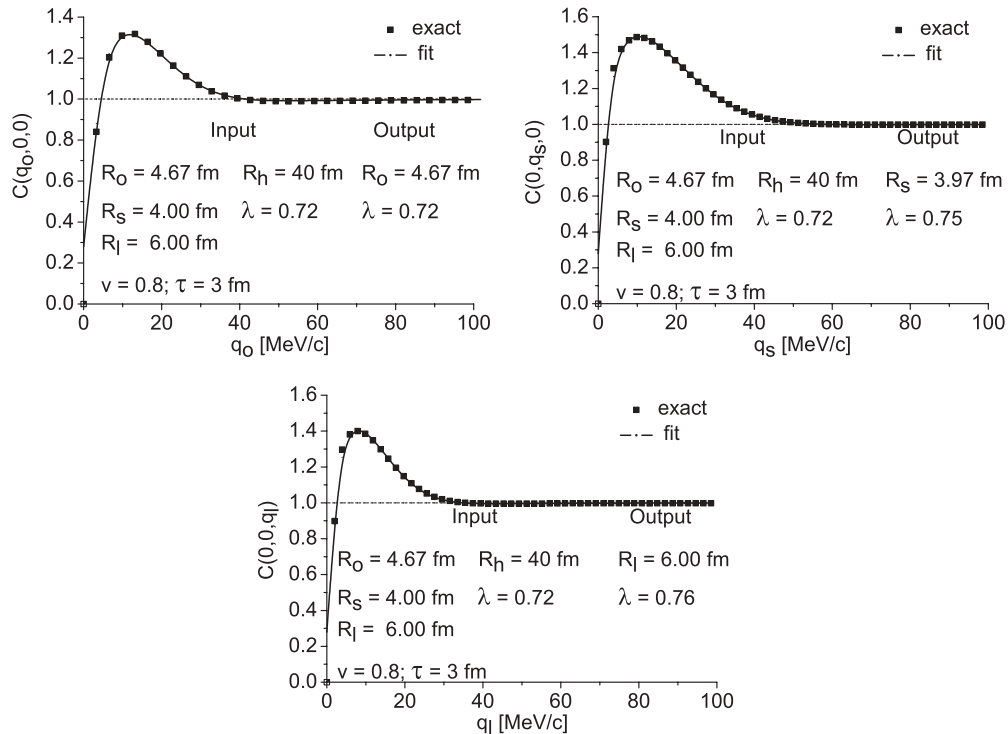 C(q_o,0,0)
1.4
1.2
1.0
0.8
0.6
0.4
0.2
0.0
exact
fit
Input Output
R_o = 4.67 fm R_h = 40 fm R_o = 4.67
R_s = 4.00 fm λ = 0.72 λ = 0.72
R_l = 6.00 fm
v = 0.8; τ = 3 fm
0 20 40 60 80 100
q_o [MeV/c]
C(0,q_s,0)
1.6
1.4
1.2
1.0
0.8
0.6
0.4
0.2
0.0
exact
fit
Input Output
R_o = 4.67 fm R_h = 40 fm R_s = 3.97
R_s = 4.00 fm λ = 0.72 λ = 0.75
R_l = 6.00 fm
v = 0.8; τ = 3 fm
0 20 40 60 80 100
q_s [MeV/c]
C(0,0,q_l)
1.6
1.4
1.2
1.0
0.8
0.6
0.4
0.2
0.0
exact
fit
Input Output
R_o = 4.67 fm R_h = 40 fm R_l = 6.00
R_s = 4.00 fm λ = 0.72 λ = 0.76
R_l = 6.00 fm
v = 0.8; τ = 3 fm
0 20 40 60 80 100
q_l [MeV/c]